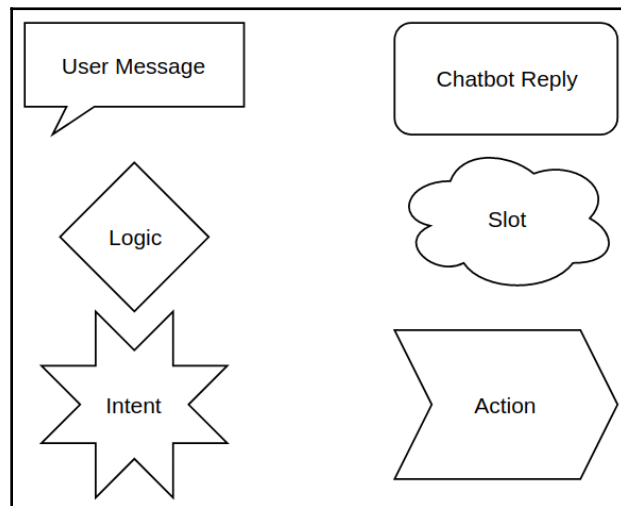 User Message
Chatbot Reply
Logic
Slot
Intent
Action